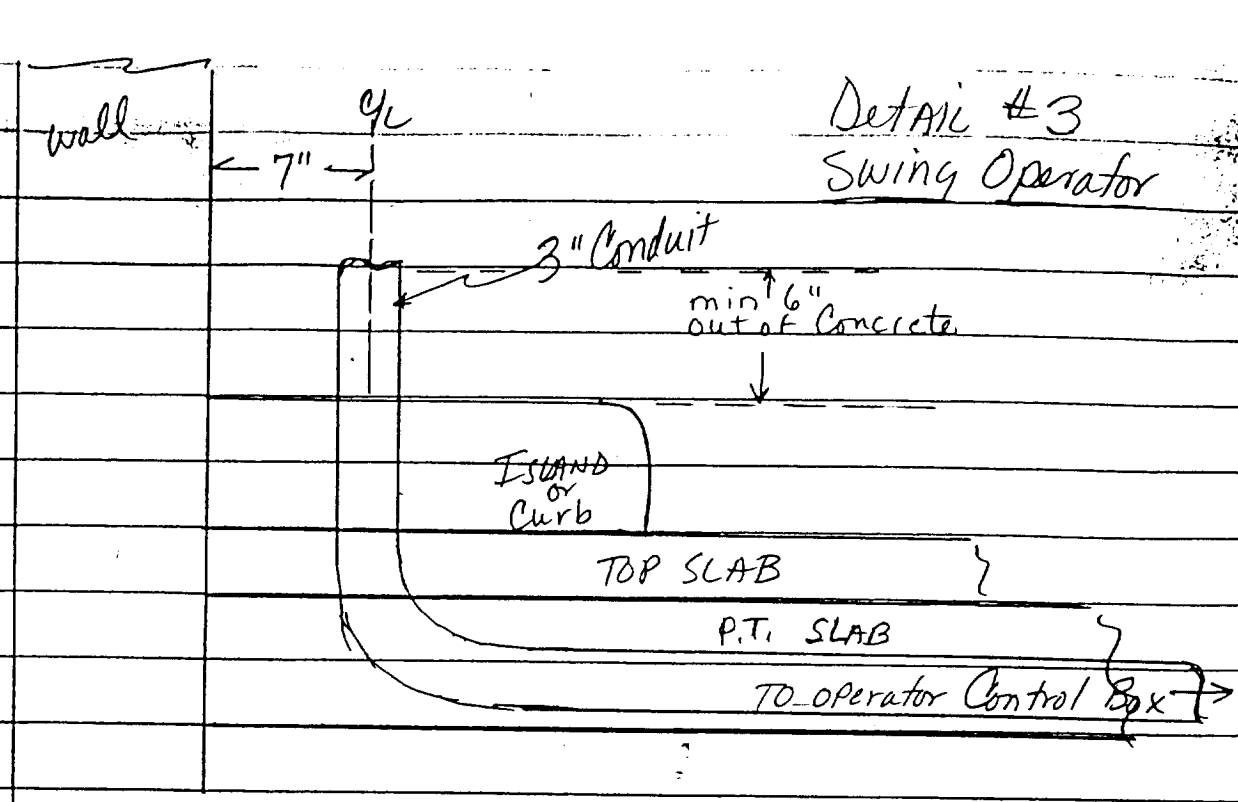 Detail #3
Swing Operator
wall
C/L
7"
3" Conduit
min 6"
out of Concrete
ISLAND
or
Curb
TOP SLAB
P.T. SLAB
TO OPerator Control Box